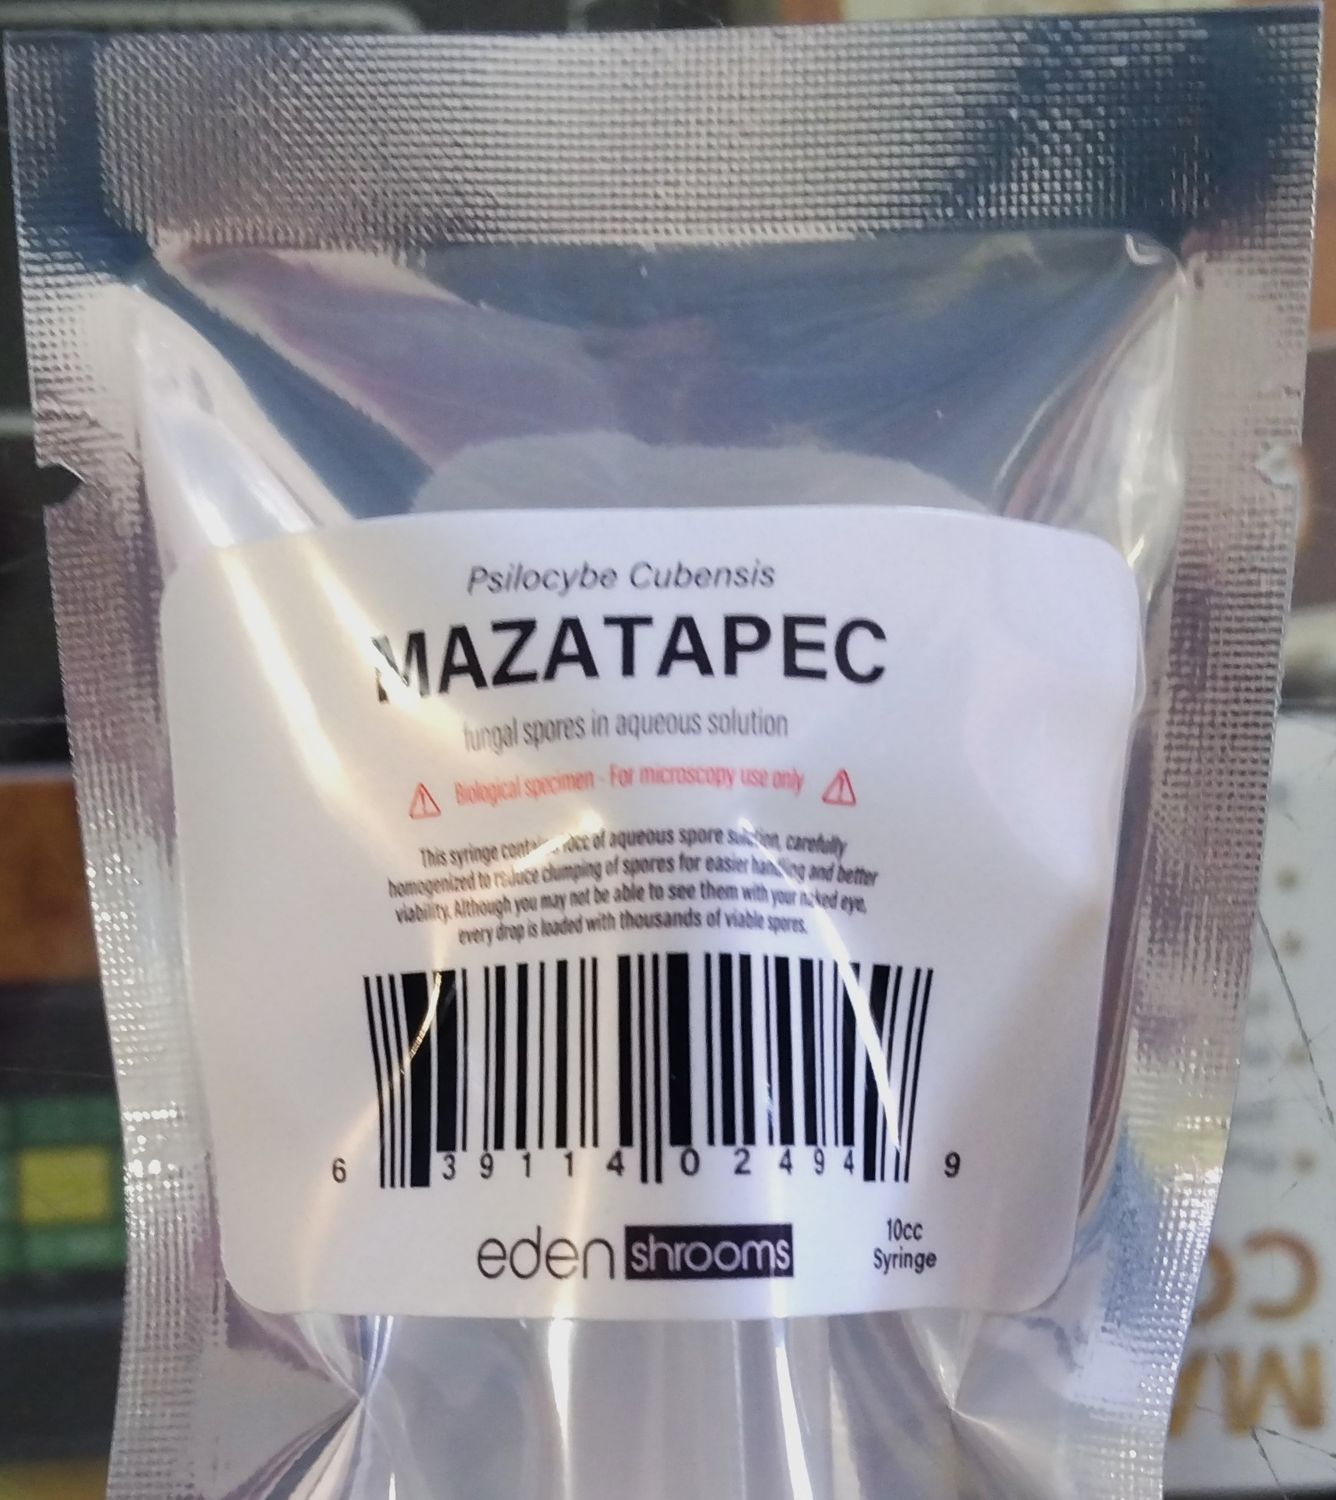 Psilocybe Cubensis
MAZATAPEC
fungal spores in aqueous solution
Biological specimen - For microscopy use only
This syringe contains 10cc of aqueous spore solution, carefully
homogenized to reduce clumping of spores for easier handling and better
viability. Although you may not be able to see them with your naked eye,
every drop is loaded with thousands of viable spores.
6 39114 02494 9
eden shrooms
10cc
Syringe